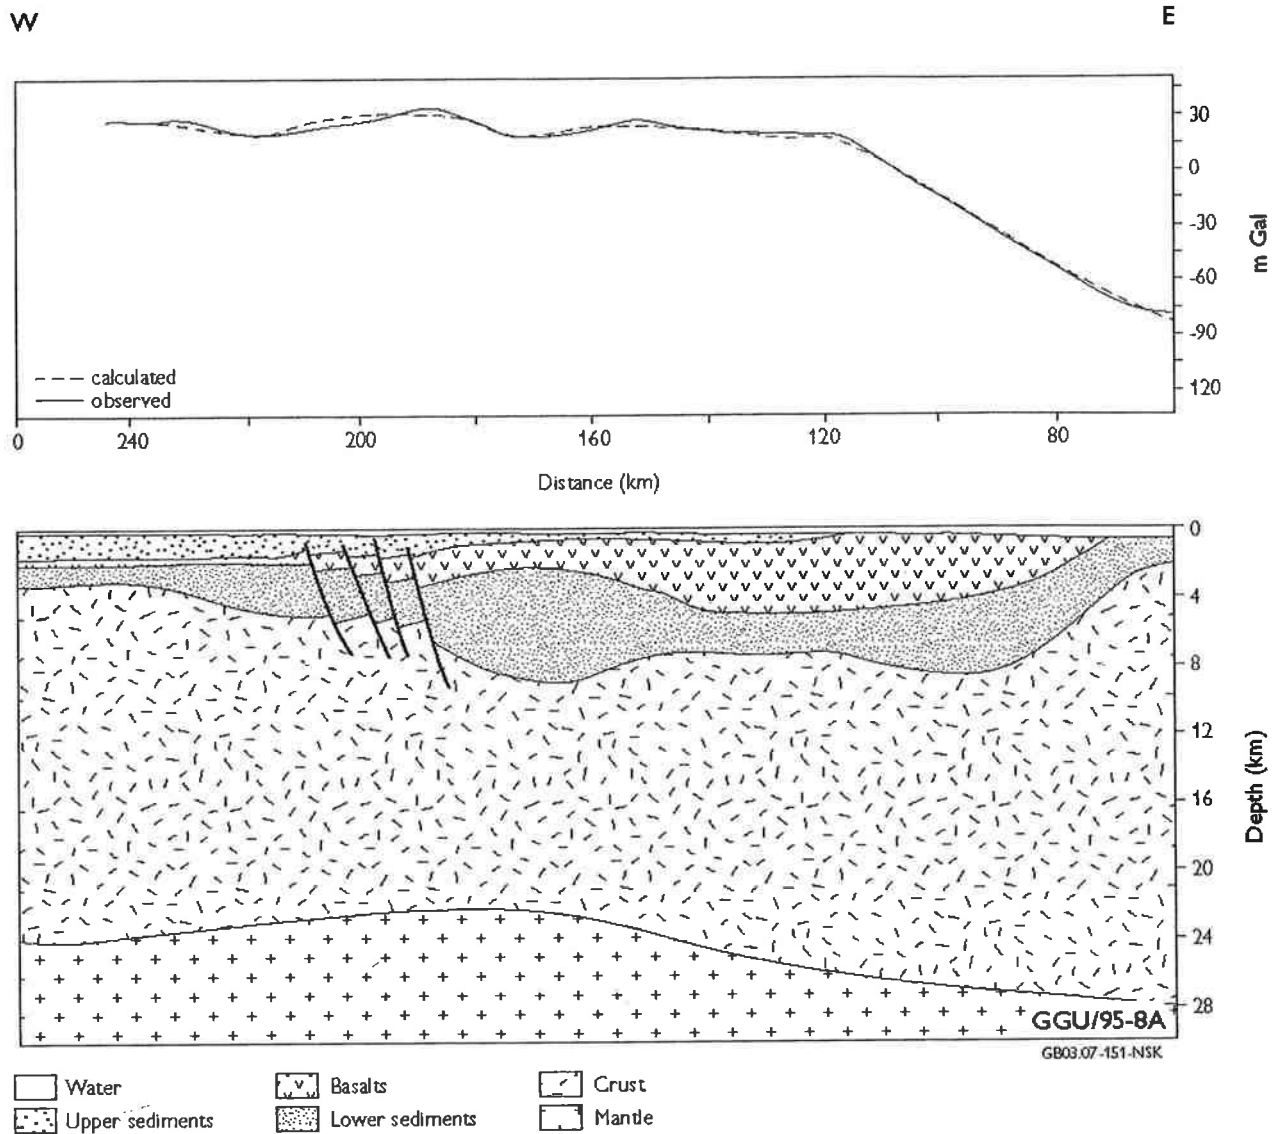 W E
30
0
-30
-60
-90
120
m Gal
calculated
observed
0 240 200 160 120 80
Distance (km)
0
4
8
12
16
20
24
28
Depth (km)
GGU/95-8A
GB03.07-151-NSK
Water Basalts Crust
Upper sediments Lower sediments Mantle